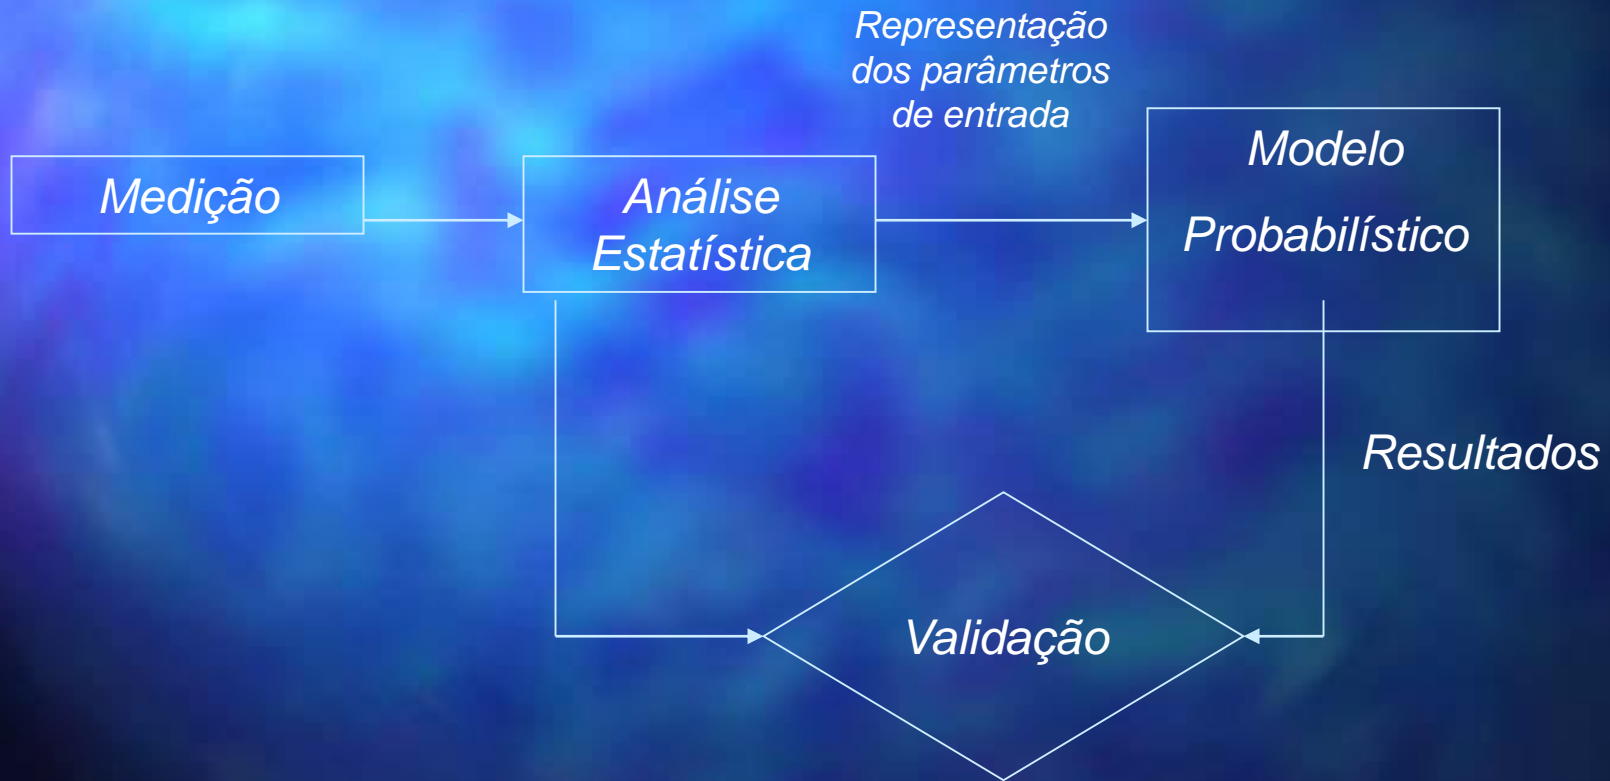 Representação
dos parâmetros
de entrada
Medição
Análise
Estatística
Modelo
Probabilístico
Resultados
Validação